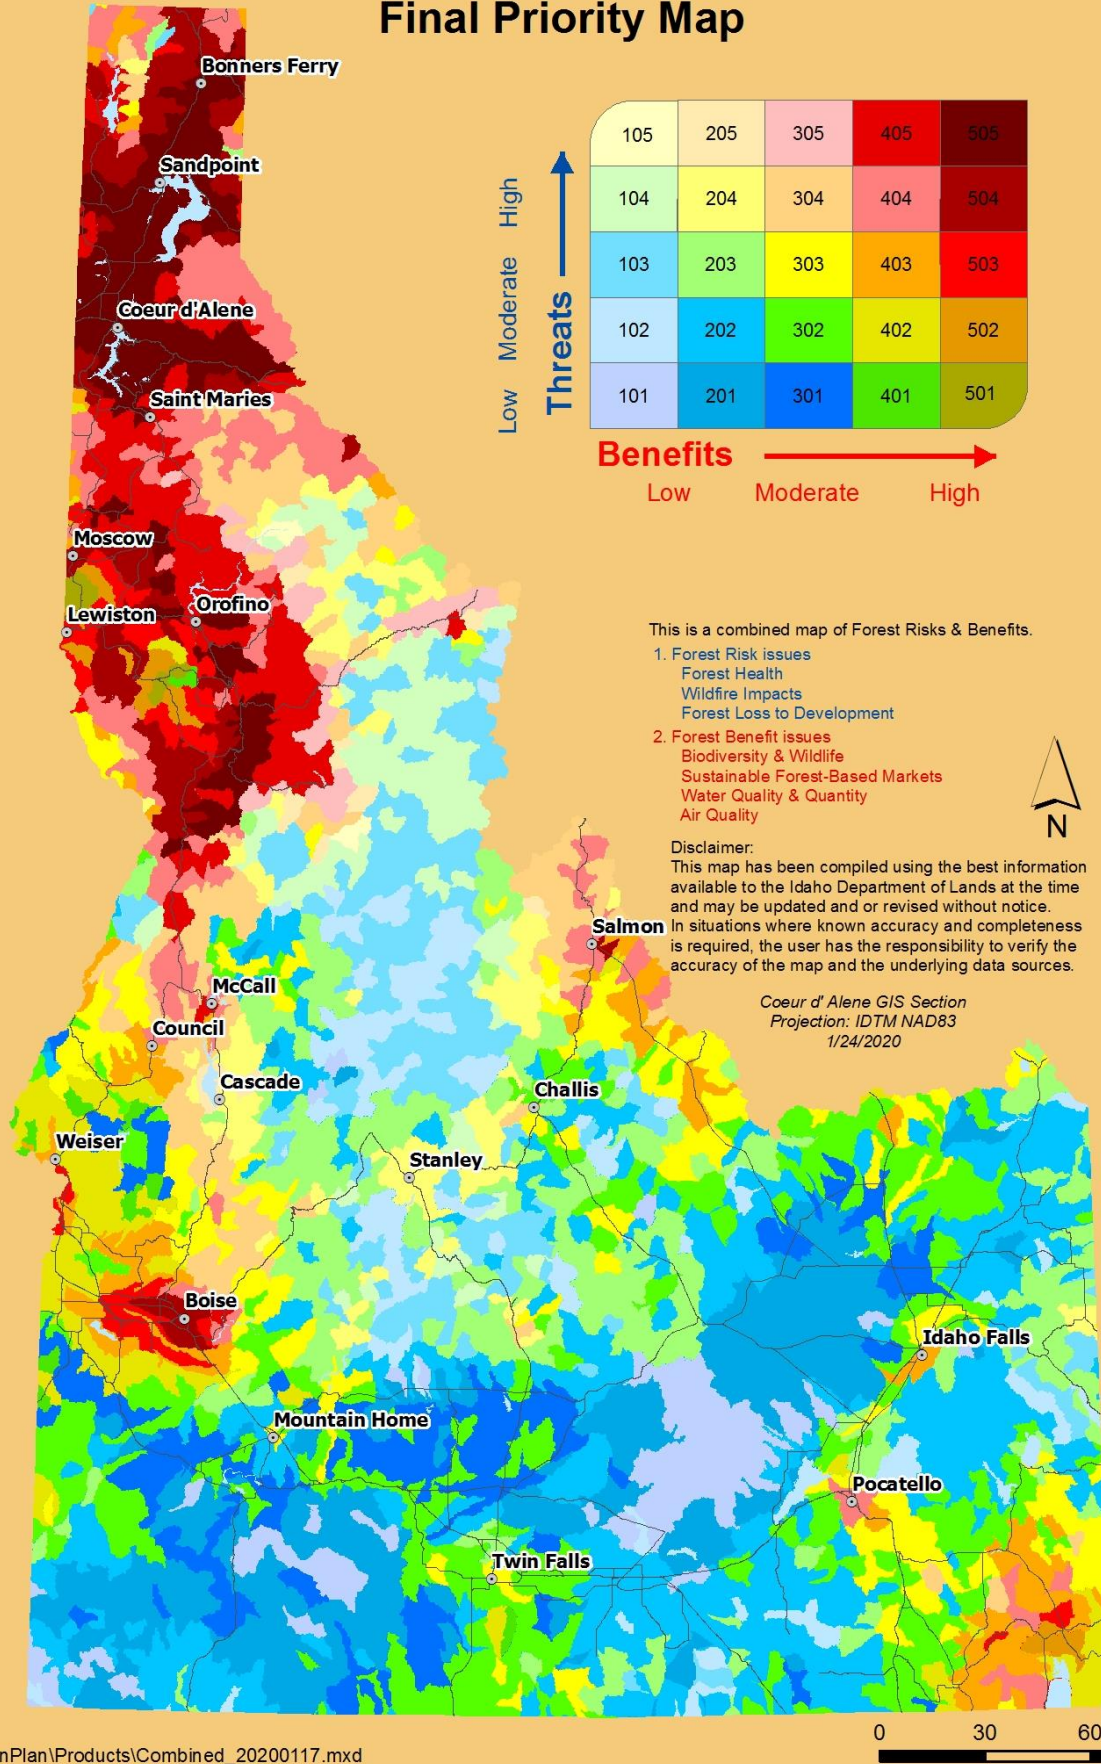 Final Priority Map
Bonners Ferry
Sandpoint
Coeur d'Alene
Saint Maries
Moscow
Lewiston
Orofino
Salmon
McCall
Council
Cascade
Challis
Weiser
Stanley
Boise
Idaho Falls
Mountain Home
Pocatello
Twin Falls
Threats
Low Moderate High
105 205 305 405 505
104 204 304 404 504
103 203 303 403 503
102 202 302 402 502
101 201 301 401 501
Benefits
Low Moderate High
This is a combined map of Forest Risks & Benefits.
1. Forest Risk issues
Forest Health
Wildfire Impacts
Forest Loss to Development
2. Forest Benefit issues
Biodiversity & Wildlife
Sustainable Forest-Based Markets
Water Quality & Quantity
Air Quality
N
Disclaimer:
This map has been compiled using the best information
available to the Idaho Department of Lands at the time
and may be updated and or revised without notice.
In situations where known accuracy and completeness
is required, the user has the responsibility to verify the
accuracy of the map and the underlying data sources.
Coeur d' Alene GIS Section
Projection: IDTM NAD83
1/24/2020
0 30 60
nPlan\Products\Combined_20200117.mxd